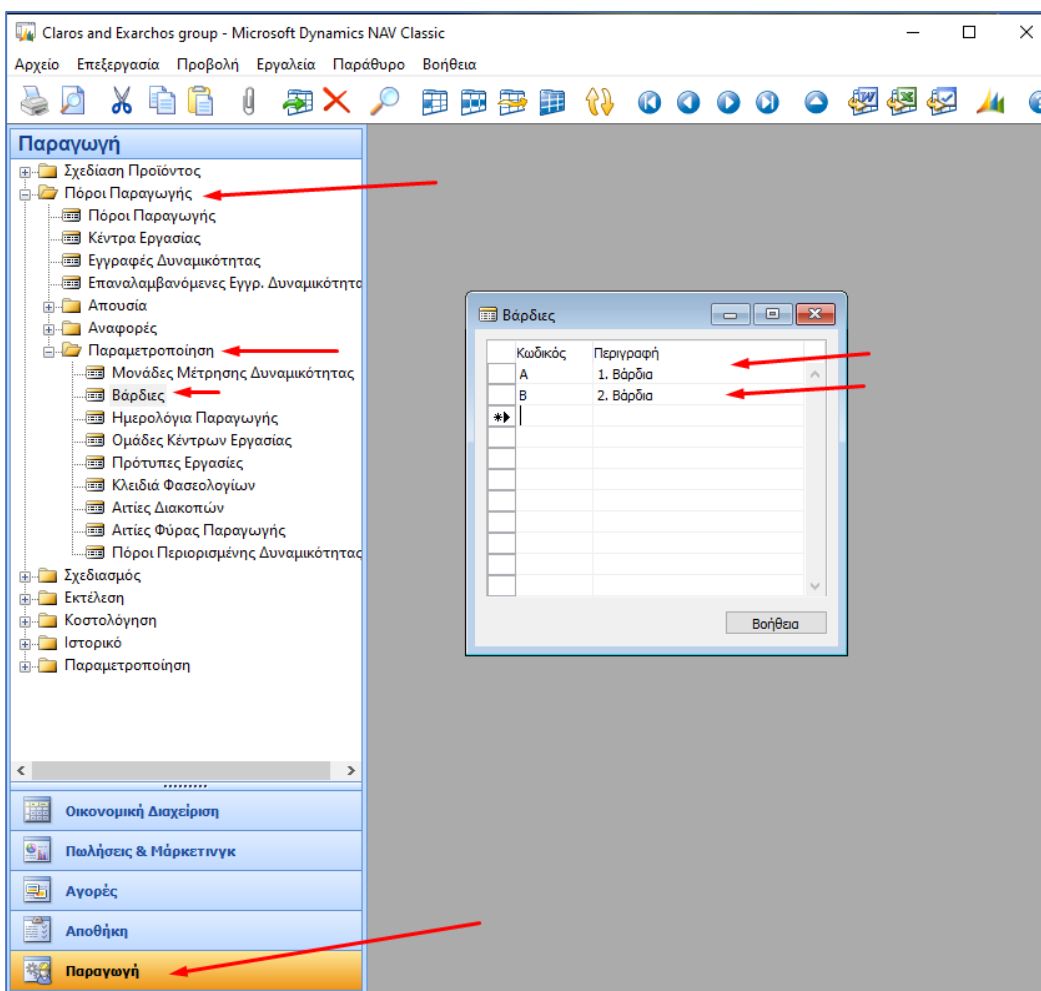 Claros and Exarchos group - Microsoft Dynamics NAV Classic
Αρχείο Επεξεργασία Προβολή Εργαλεία Παράθυρο Βοήθεια
Παραγωγή
Σχεδίαση Προϊόντος
Πόροι Παραγωγής
Πόροι Παραγωγής
Κέντρα Εργασίας
Εγγραφές Δυναμικότητας
Επαναλαμβανόμενες Εγγρ. Δυναμικότητα
Απουσία
Αναφορές
Παραμετροποίηση
Μονάδες Μέτρησης Δυναμικότητας
Βάρδιες
Ημερολόγια Παραγωγής
Ομάδες Κέντρων Εργασίας
Πρότυπες Εργασίες
Κλειδιά Φασεολογίων
Αιτίες Διακοπών
Αιτίες Φύρας Παραγωγής
Πόροι Περιορισμένης Δυναμικότητας
Σχεδιασμός
Εκτέλεση
Κοστολόγηση
Ιστορικό
Παραμετροποίηση
Οικονομική Διαχείριση
Πωλήσεις & Μάρκετινγκ
Αγορές
Αποθήκη
Παραγωγή
Βάρδιες
Κωδικός Περιγραφή
Α 1. Βάρδια
Β 2. Βάρδια
Βοήθεια